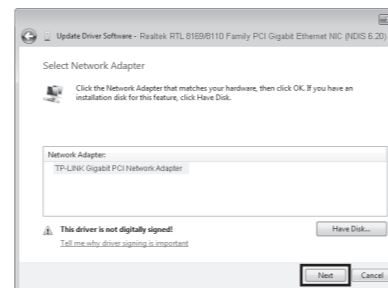 Update Driver Software - Realtek RTL 8169/8110 Family PCI Gigabit Ethernet NIC (NDIS 6.20)
Select Network Adapter
Click the Network Adapter that matches your hardware, then click OK. If you have an
installation disk for this feature, click Have Disk.
Network Adapter:
TP-LINK Gigabit PCI Network Adapter
This driver is not digitally signed!
Have Disk...
Tell me why driver signing is important
Next
Cancel